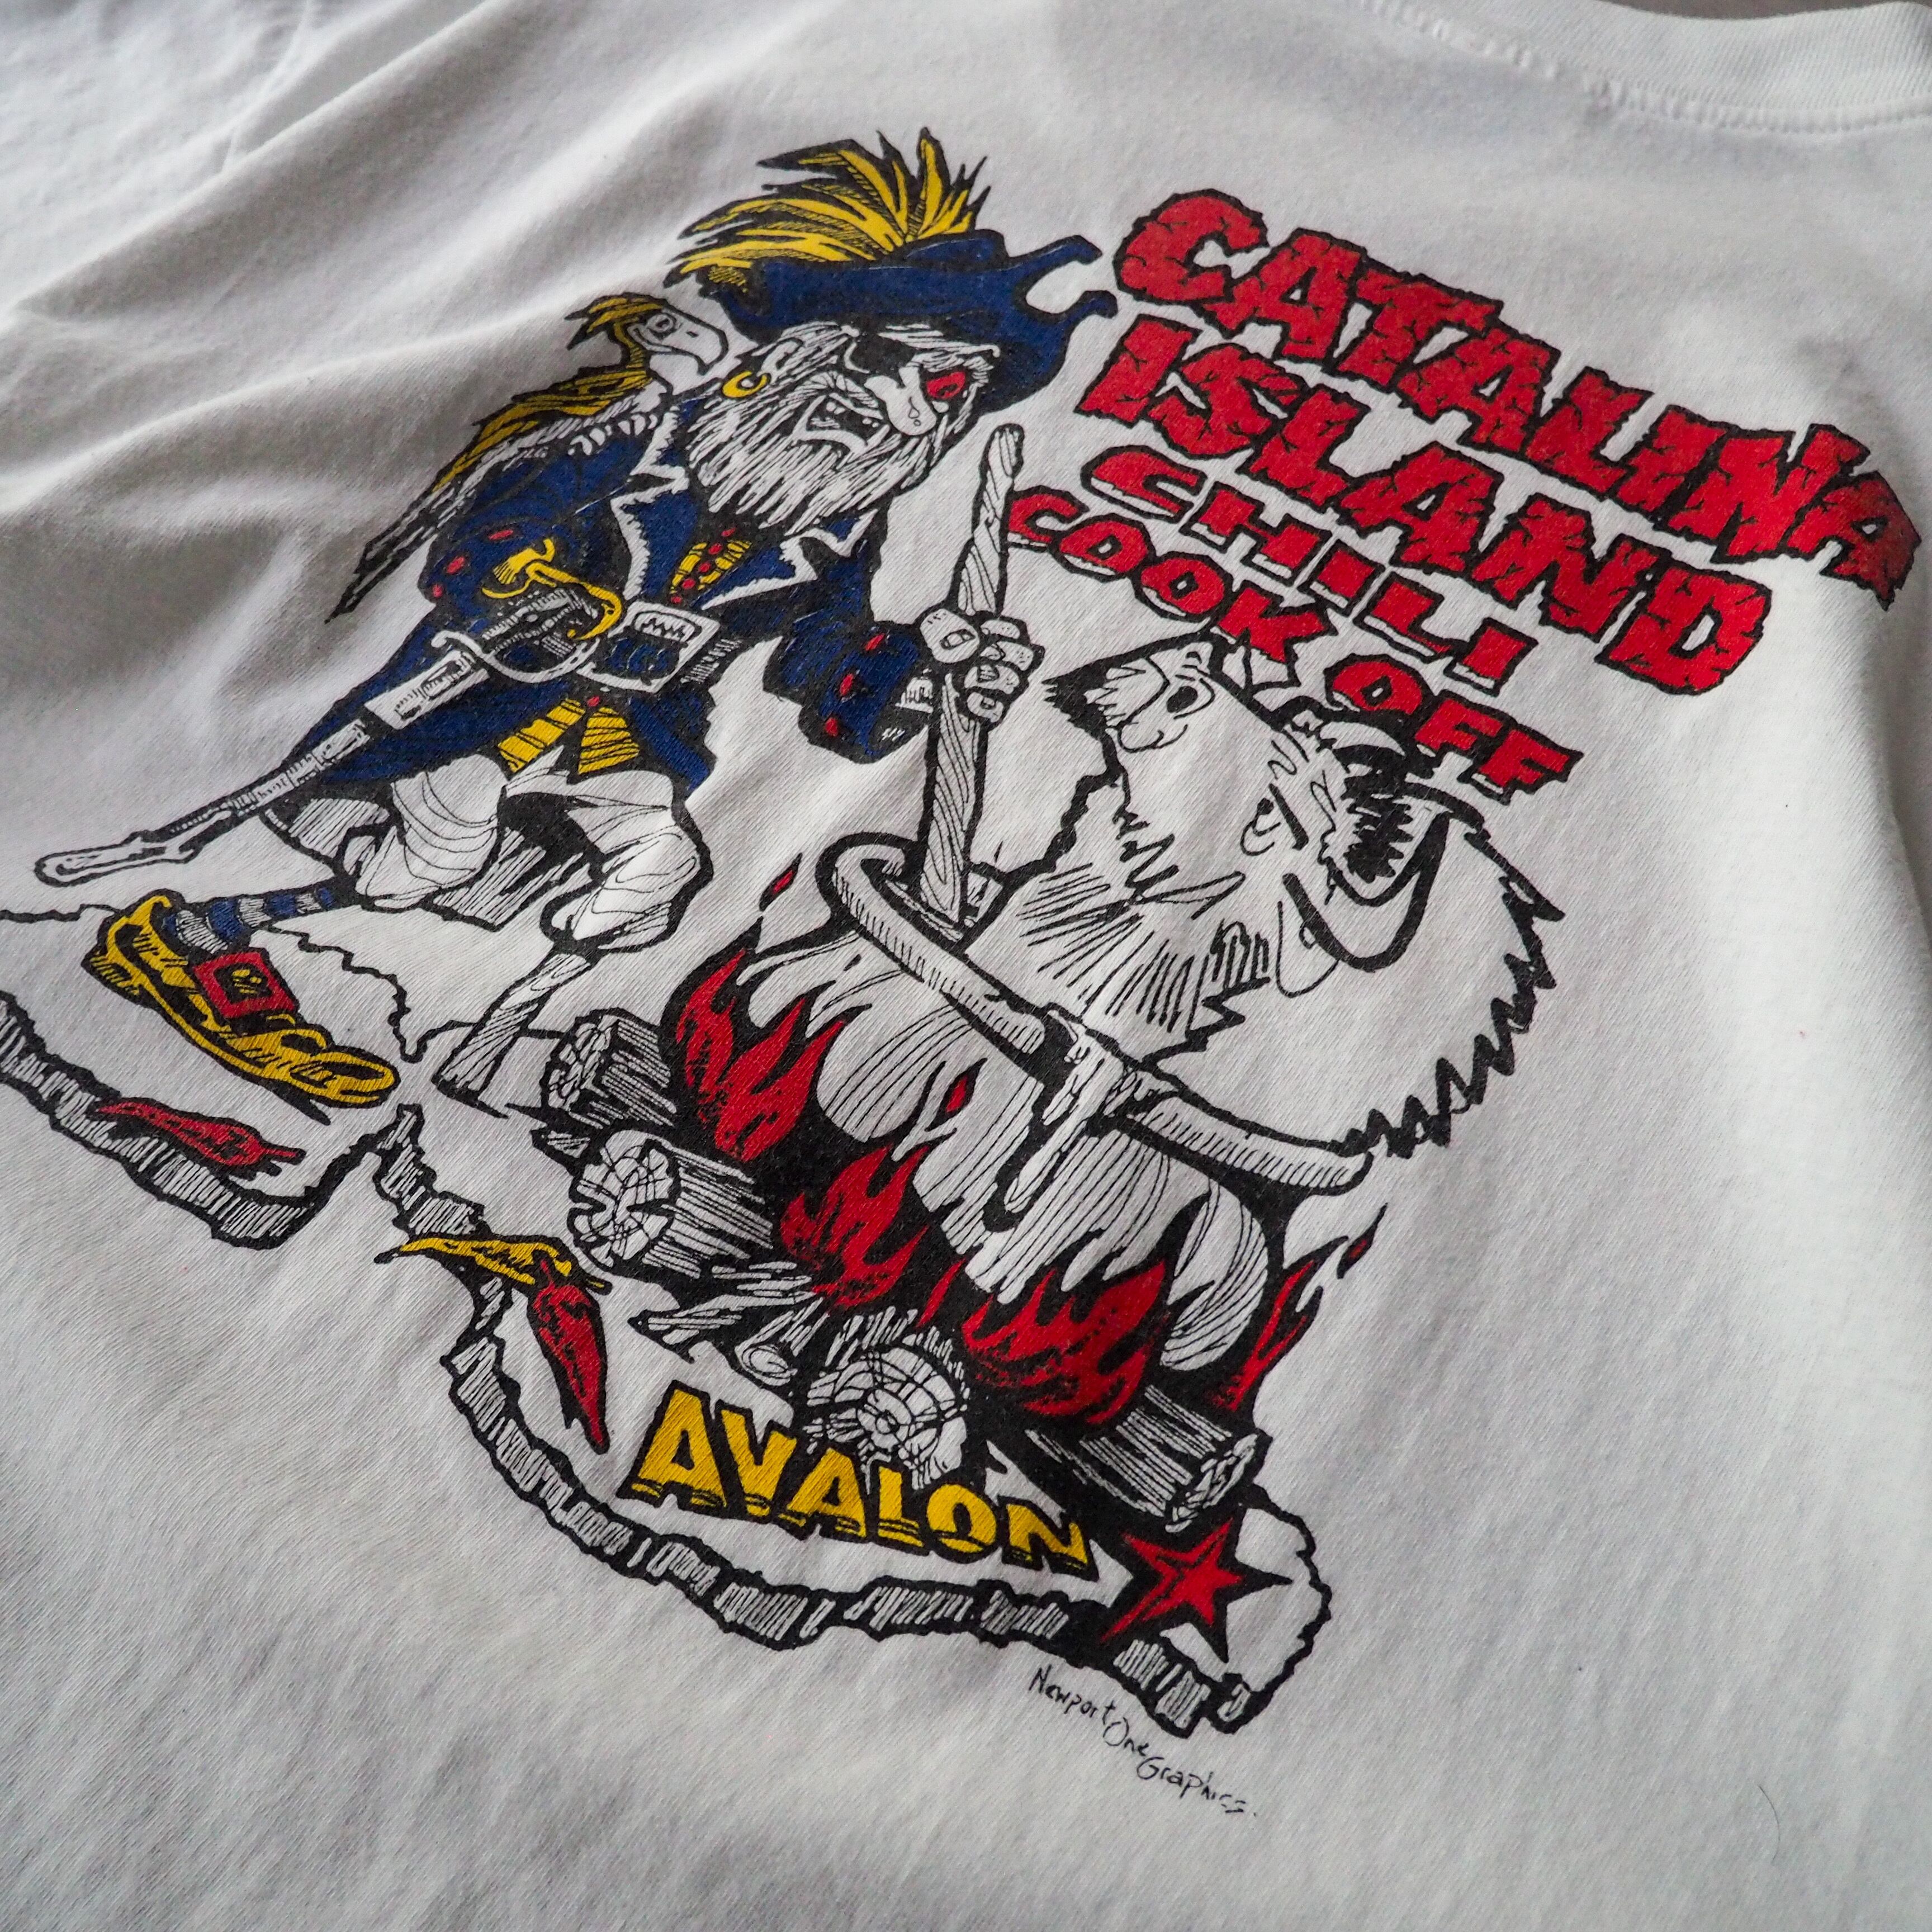 CATALINA
ISLAND
CHILI
COOK OFF
AVALON
Newport One Graphics.